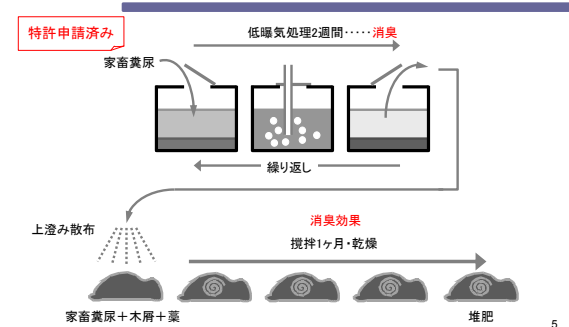 特許申請済み
低曝気処理2週間‥‥‥消臭
家畜糞尿
繰り返し
上澄み散布
消臭効果
撹拌1ヶ月・乾燥
家畜糞尿＋木屑＋藁
堆肥
5